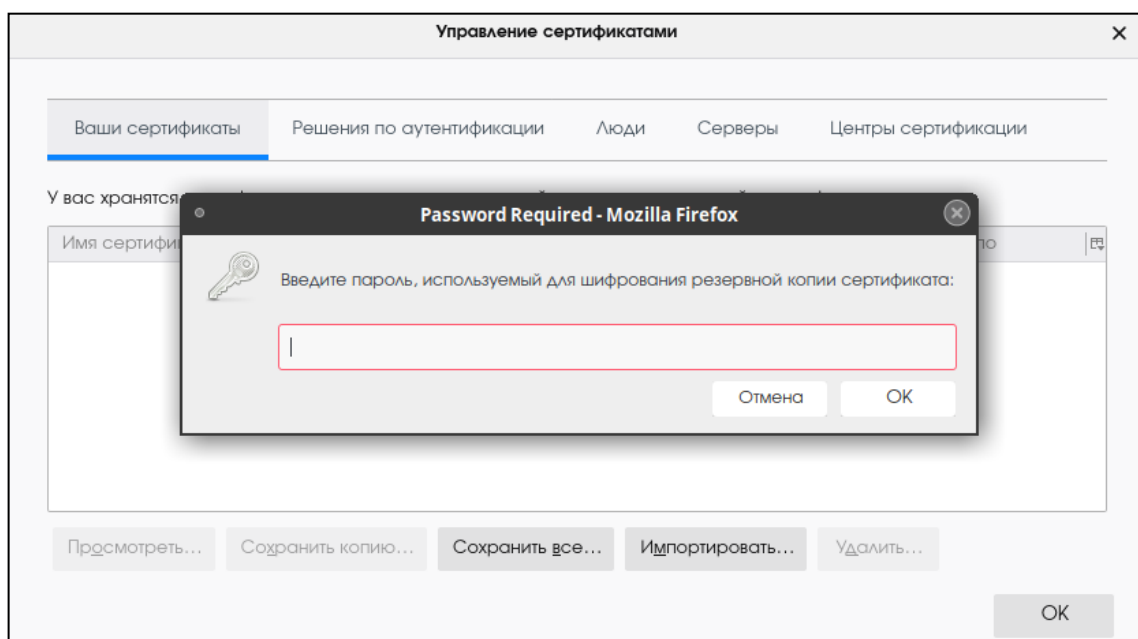 Управление сертификатами
Ваши сертификаты Решения по аутентификации Люди Серверы Центры сертификации
У вас хранятся
Password Required - Mozilla Firefox
Имя
Введите пароль, используемый для шифрования резервной копии сертификата:
Отмена OK
Просмотреть... Сохранить копию... Сохранить все... Импортировать... Удалить...
OK